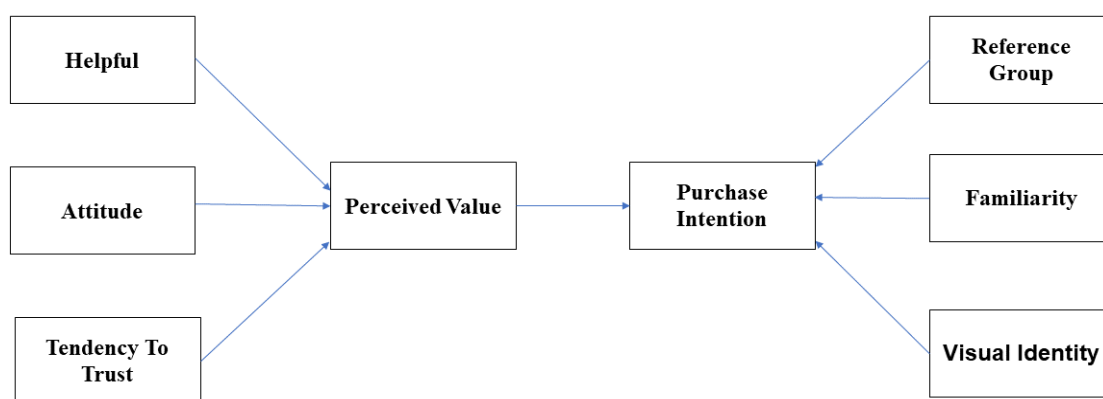 Helpful
Attitude
Tendency To
Trust
Perceived Value
Purchase
Intention
Reference
Group
Familiarity
Visual Identity